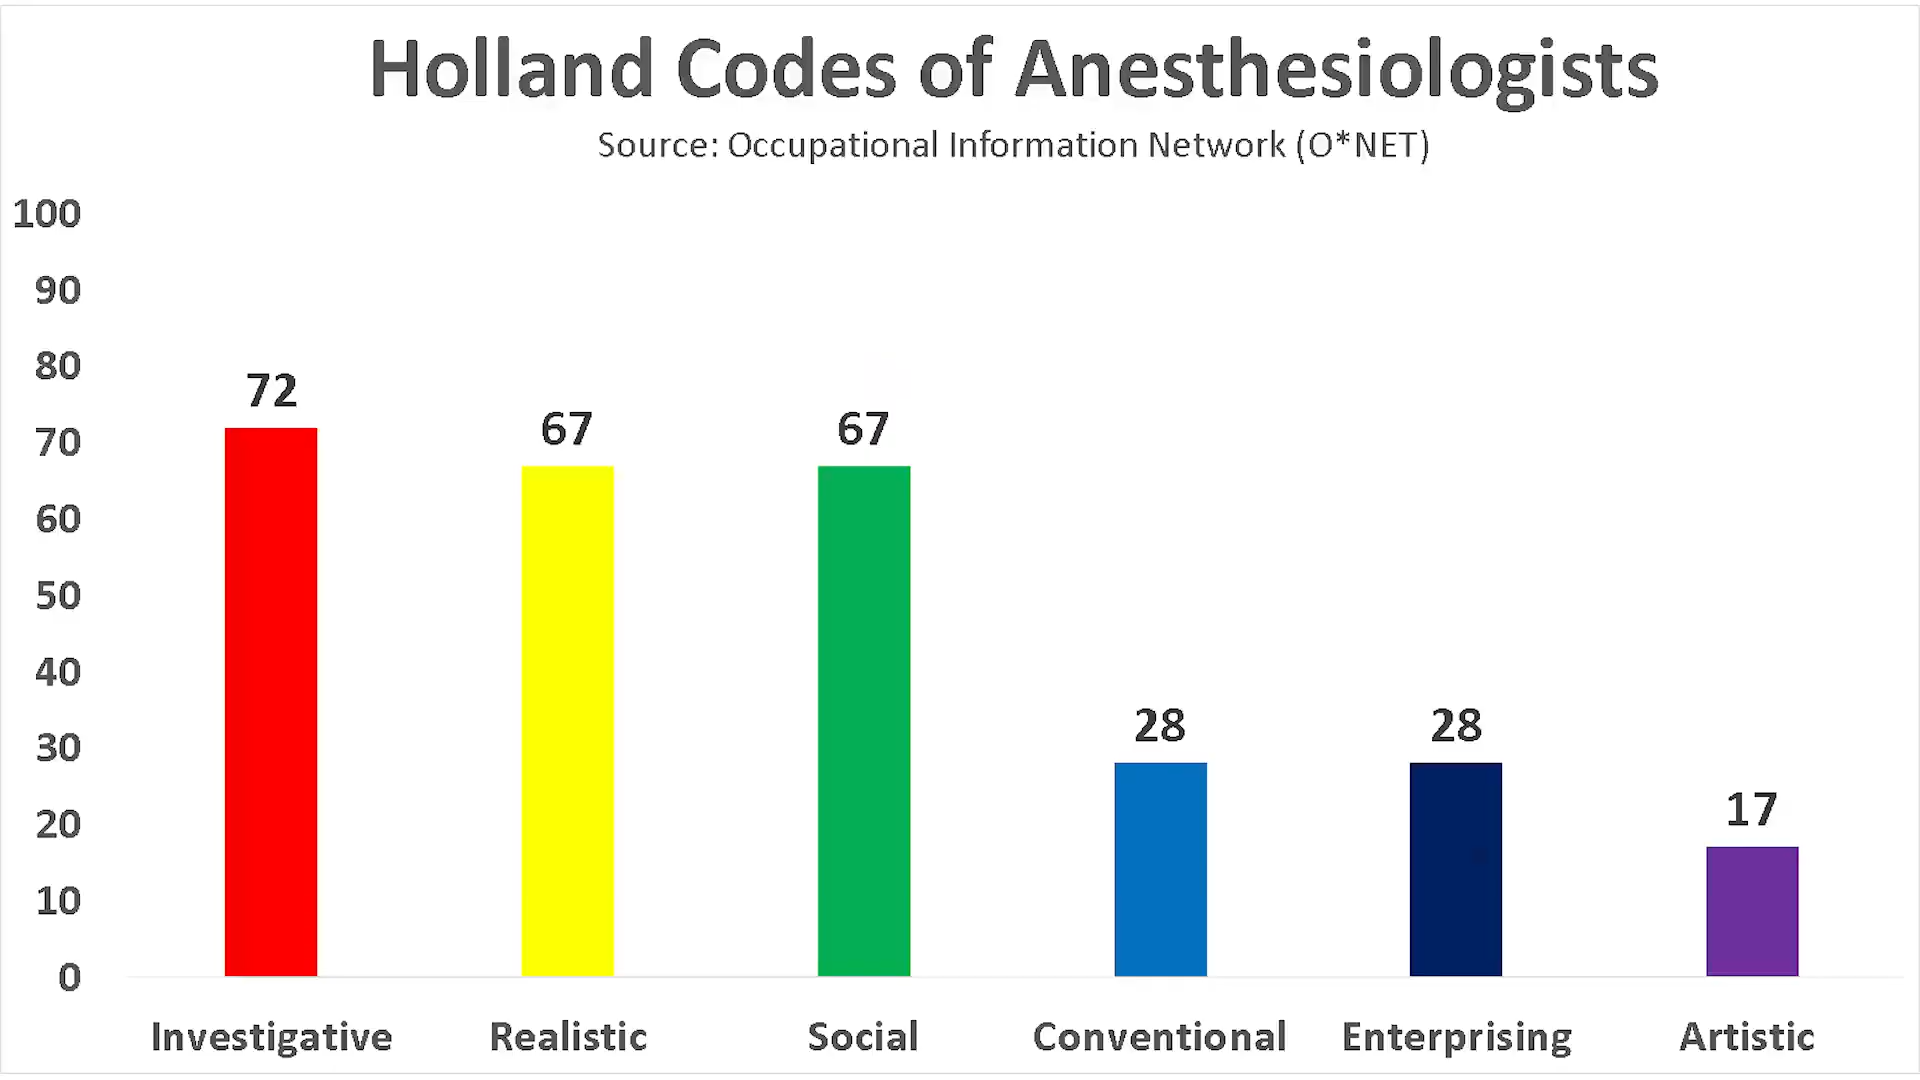 Holland Codes of Anesthesiologists
Source: Occupational Information Network (O*NET)
100
90
80
70
60
50
40
30
20
10
0
72
67
67
28
28
17
Investigative
Realistic
Social
Conventional
Enterprising
Artistic